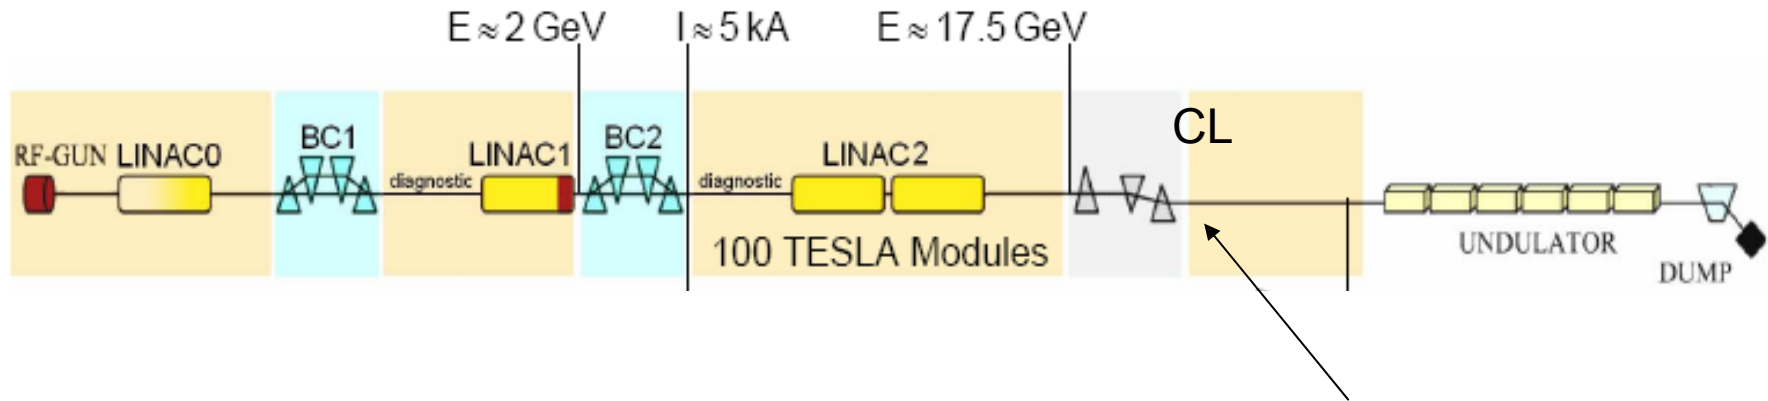 E ≈ 2 GeV I ≈ 5 kA E ≈ 17.5 GeV
CL
BC1 BC2
RF-GUN LINAC0 LINAC1 LINAC2
diagnostic diagnostic
100 TESLA Modules
UNDULATOR
DUMP